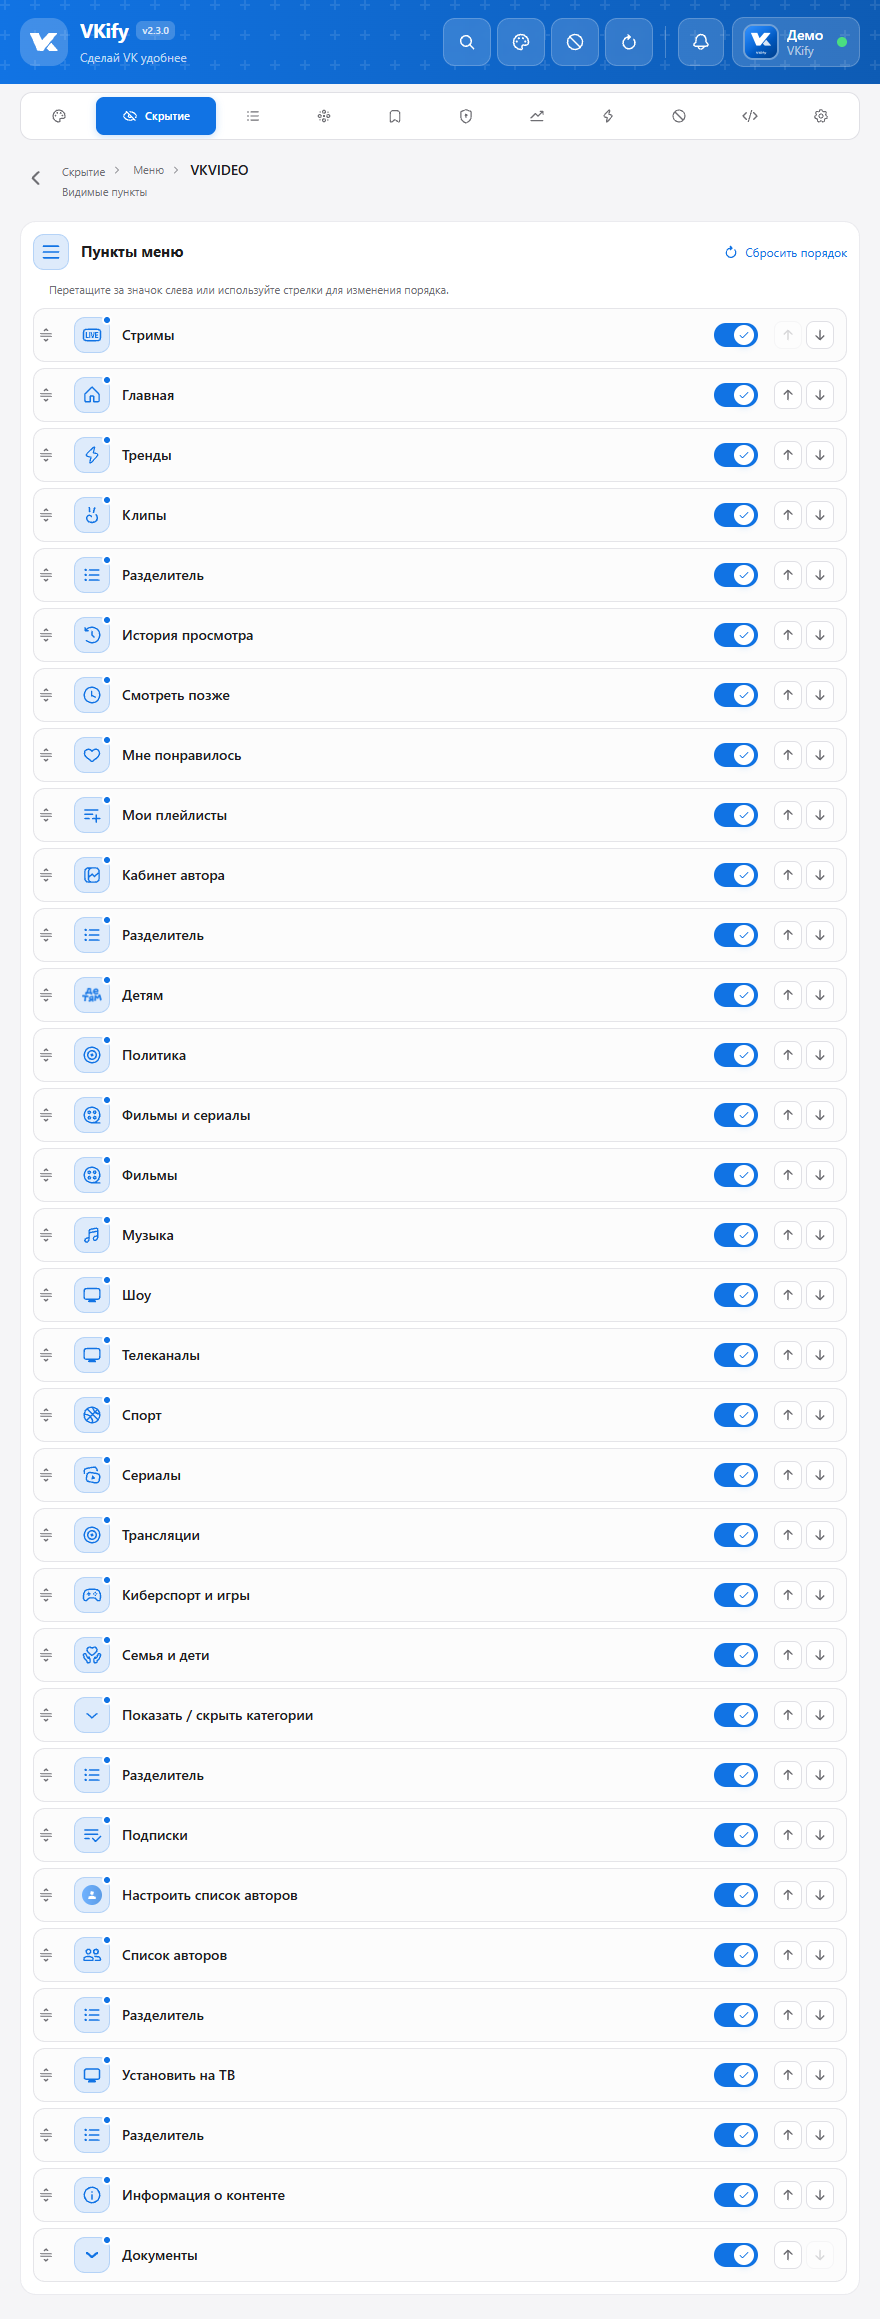 VKify v2.3.0
Сделай VK удобнее
Демо
VKify
Скрытие
Скрытие > Меню > VKVIDEO
Видимые пункты
Пункты меню
Сбросить порядок
Перетащите за значок слева или используйте стрелки для изменения порядка.
LIVE Стримы
Главная
Тренды
Клипы
Разделитель
История просмотра
Смотреть позже
Мне понравилось
Мои плейлисты
Кабинет автора
Разделитель
Детям
Политика
Фильмы и сериалы
Фильмы
Музыка
Шоу
Телеканалы
Спорт
Сериалы
Трансляции
Киберспорт и игры
Семья и дети
Показать / скрыть категории
Разделитель
Подписки
Настроить список авторов
Список авторов
Разделитель
Установить на ТВ
Разделитель
Информация о контенте
Документы